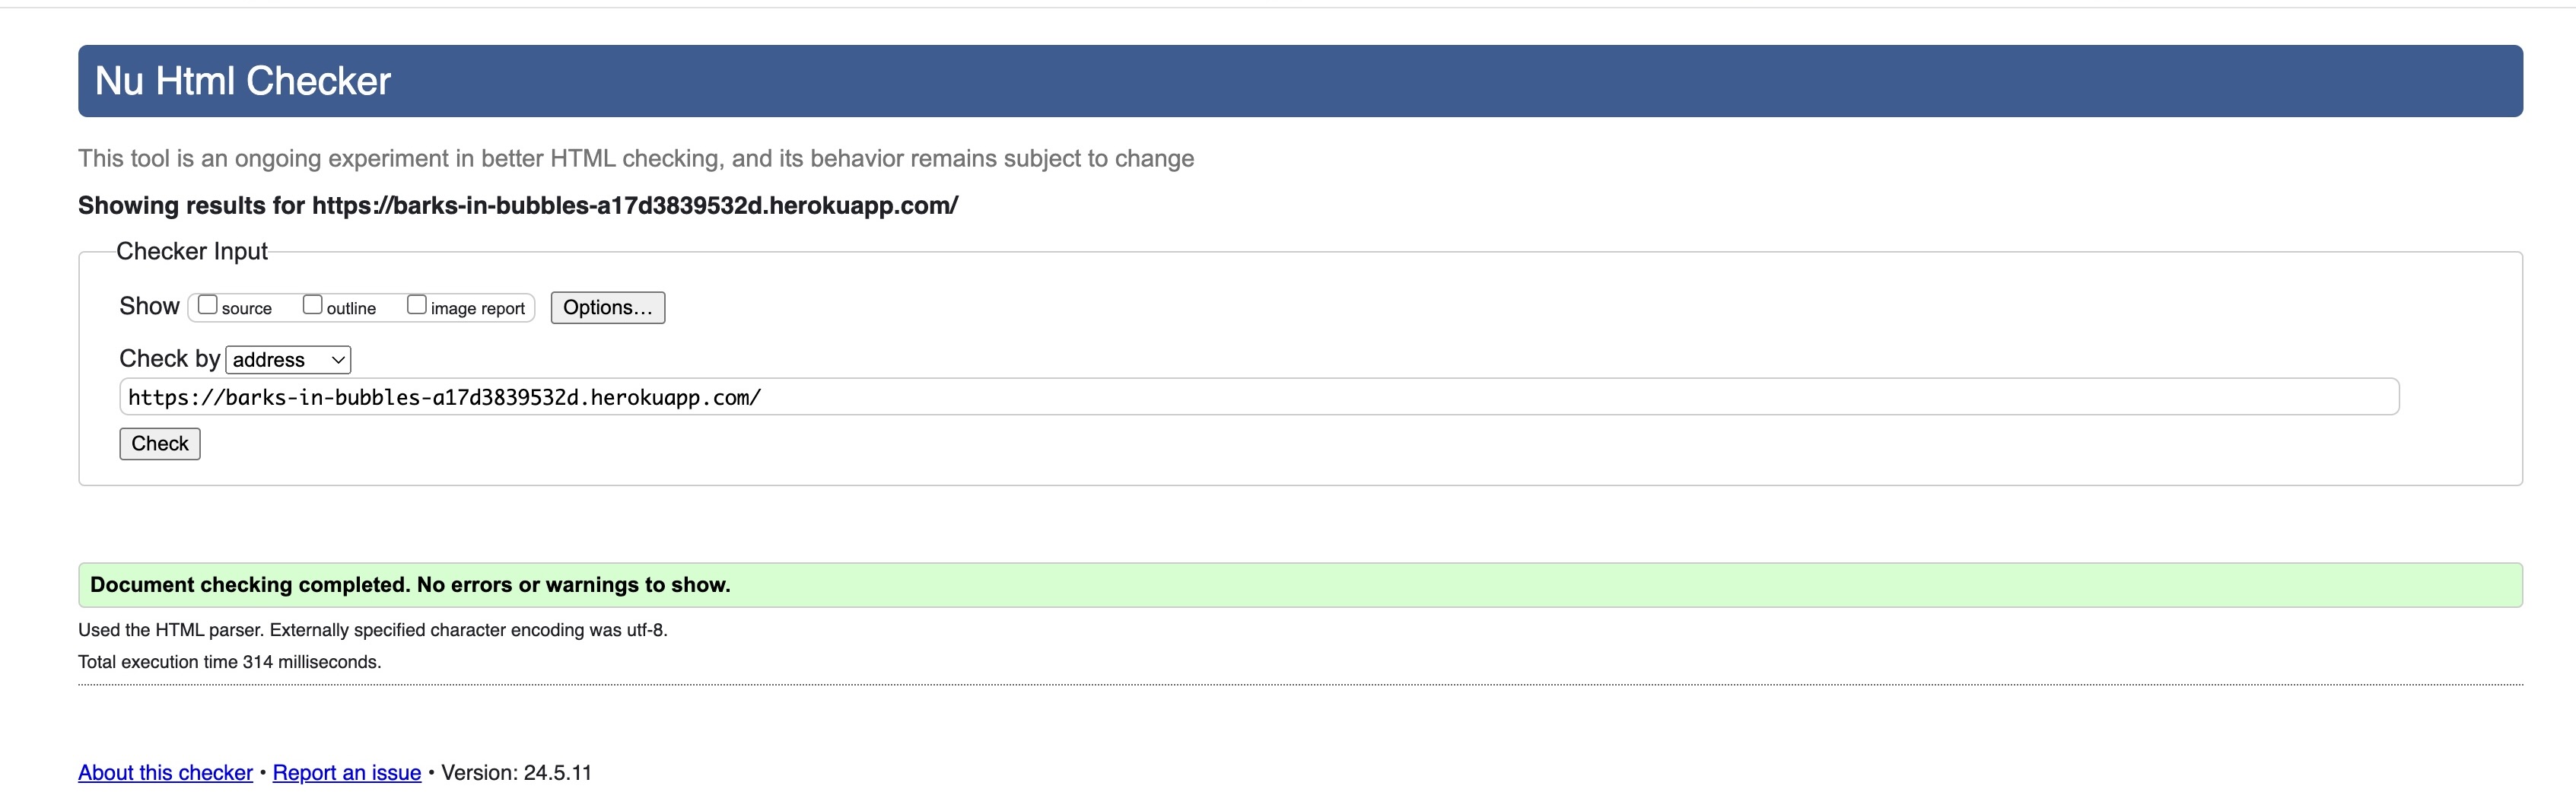 Nu Html Checker
This tool is an ongoing experiment in better HTML checking, and its behavior remains subject to change
Showing results for https://barks-in-bubbles-a17d3839532d.herokuapp.com/
Checker Input
Show source outline image report Options...
Check by address
https://barks-in-bubbles-a17d3839532d.herokuapp.com/
Check
Document checking completed. No errors or warnings to show.
Used the HTML parser. Externally specified character encoding was utf-8.
Total execution time 314 milliseconds.
About this checker • Report an issue • Version: 24.5.11